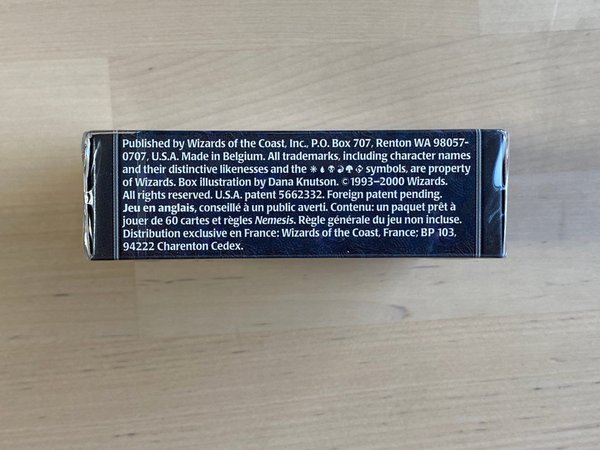 Published by Wizards of the Coast, Inc., P.O. Box 707, Renton WA 98057-
0707, U.S.A. Made in Belgium. All trademarks, including character names
and their distinctive likenesses and the symbols, are property
of Wizards. Box illustration by Dana Knutson. ©1993–2000 Wizards.
All rights reserved. U.S.A. patent 5662332. Foreign patent pending.
Jeu en anglais, conseillé à un public averti. Contenu: un paquet prêt à
jouer de 60 cartes et règles Nemesis. Règle générale du jeu non incluse.
Distribution exclusive en France: Wizards of the Coast, France; BP 103,
94222 Charenton Cedex.